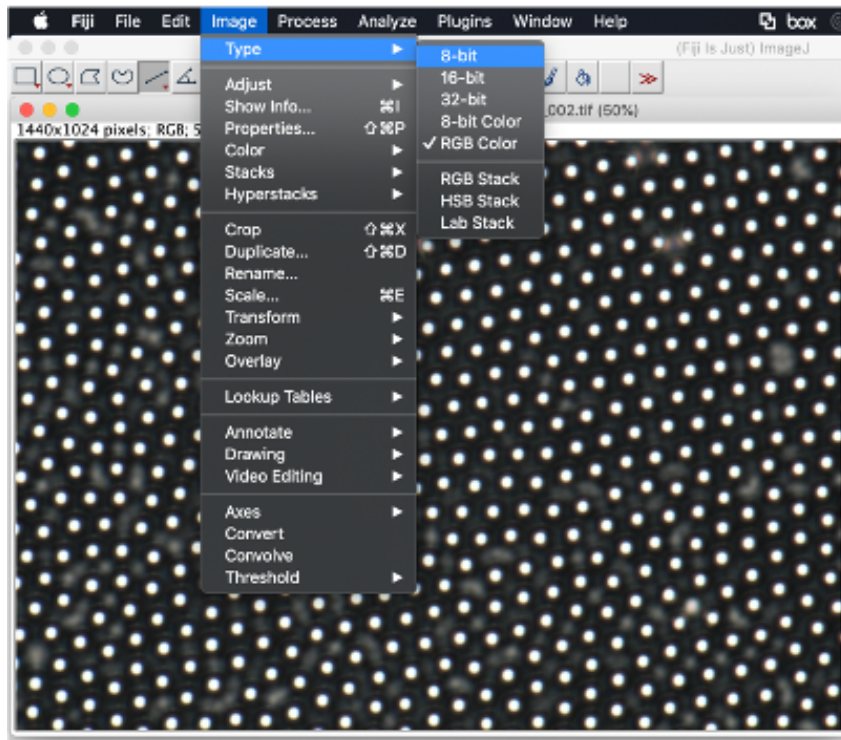 Fiji File Edit Image Process Analyze Plugins Window Help box
(Fiji Is Just) ImageJ
_002.tif (50%)
1440x1024 pixels; RGB; 5
Type
Adjust
Show Info... ⌘I
Properties... ⇧⌘P
Color
Stacks
Hyperstacks
Crop ⇧⌘X
Duplicate... ⇧⌘D
Rename...
Scale... ⌘E
Transform
Zoom
Overlay
Lookup Tables
Annotate
Drawing
Video Editing
Axes
Convert
Convolve
Threshold
8-bit
16-bit
32-bit
8-bit Color
✓ RGB Color
RGB Stack
HSB Stack
Lab Stack